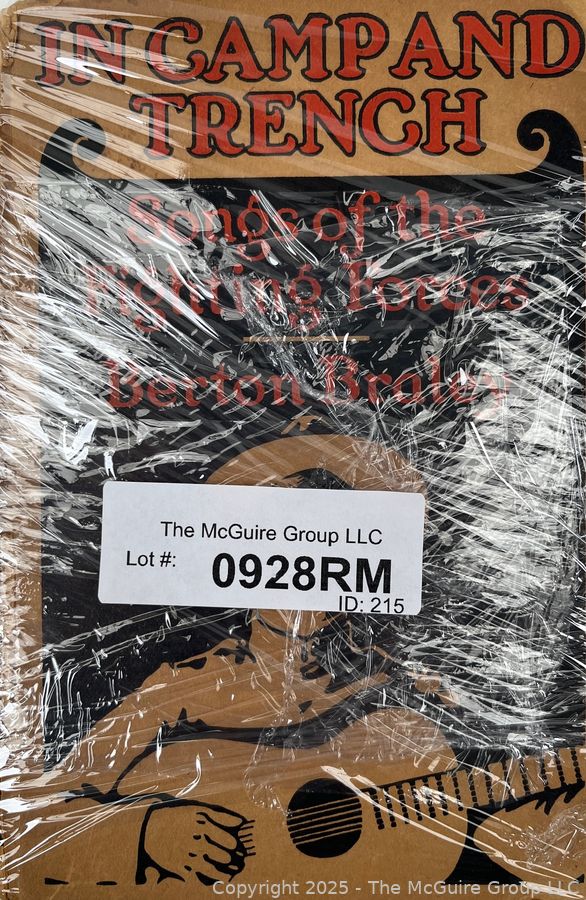 IN CAMP AND
TRENCH
Songs of the
Fighting Forces
Berton Braley
The McGuire Group LLC
Lot #: 0928RM
ID: 215
Copyright 2025 - The McGuire Group LLC